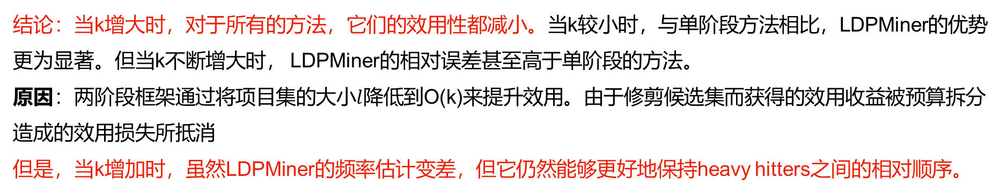 结论：当k增大时，对于所有的方法，它们的效用性都减小。当k较小时，与单阶段方法相比，LDPMiner的优势
更为显著。但当k不断增大时， LDPMiner的相对误差甚至高于单阶段的方法。
原因：两阶段框架通过将项目集的大小l降低到O(k)来提升效用。由于修剪候选集而获得的效用收益被预算拆分
造成的效用损失所抵消
但是，当k增加时，虽然LDPMiner的频率估计变差，但它仍然能够更好地保持heavy hitters之间的相对顺序。